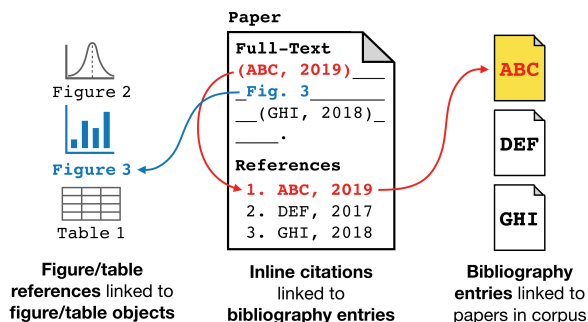 Paper
Full-Text
(ABC, 2019)___
_Fig. 3_______
__(GHI, 2018)_
____.
References
1. ABC, 2019
2. DEF, 2017
3. GHI, 2018
Figure 2
Figure 3
Table 1
ABC
DEF
GHI
Figure/table
references linked to
figure/table objects
Inline citations
linked to
bibliography entries
Bibliography
entries linked to
papers in corpus